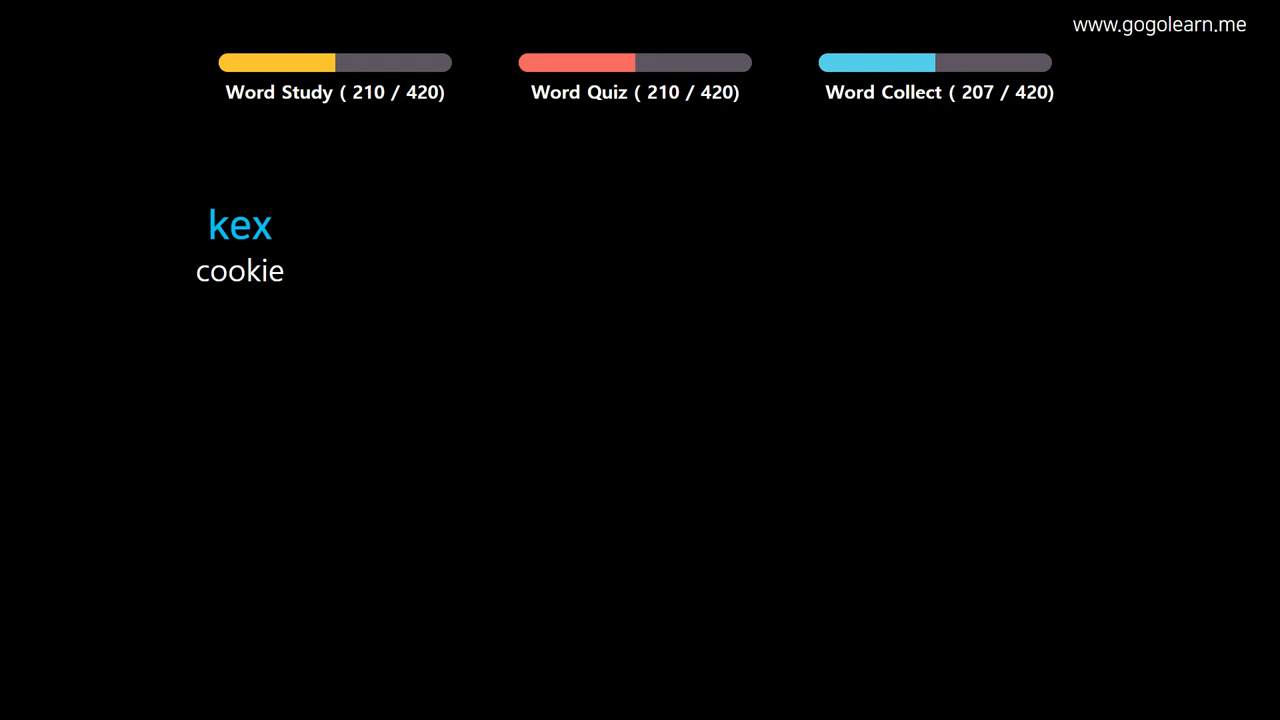 www.gogolearn.me
Word Study ( 210 / 420)
Word Quiz ( 210 / 420)
Word Collect ( 207 / 420)
kex
cookie